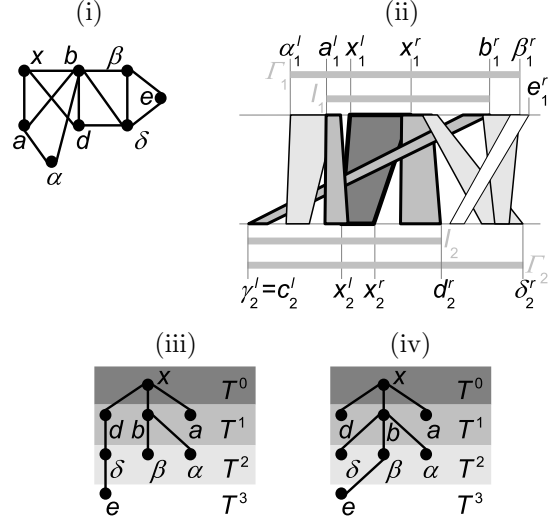 (i)
x b β
e
a d δ
α
(ii)
α₁ˡ a₁ˡ x₁ˡ x₁ʳ b₁ʳ β₁ʳ
Γ₁ e₁ʳ
I₁
I₂
Γ₂
γ₂ˡ=c₂ˡ x₂ˡ x₂ʳ d₂ʳ δ₂ʳ
(iii)
x T⁰
d b a T¹
δ β α T²
e T³
(iv)
x T⁰
d b a T¹
δ β α T²
e T³